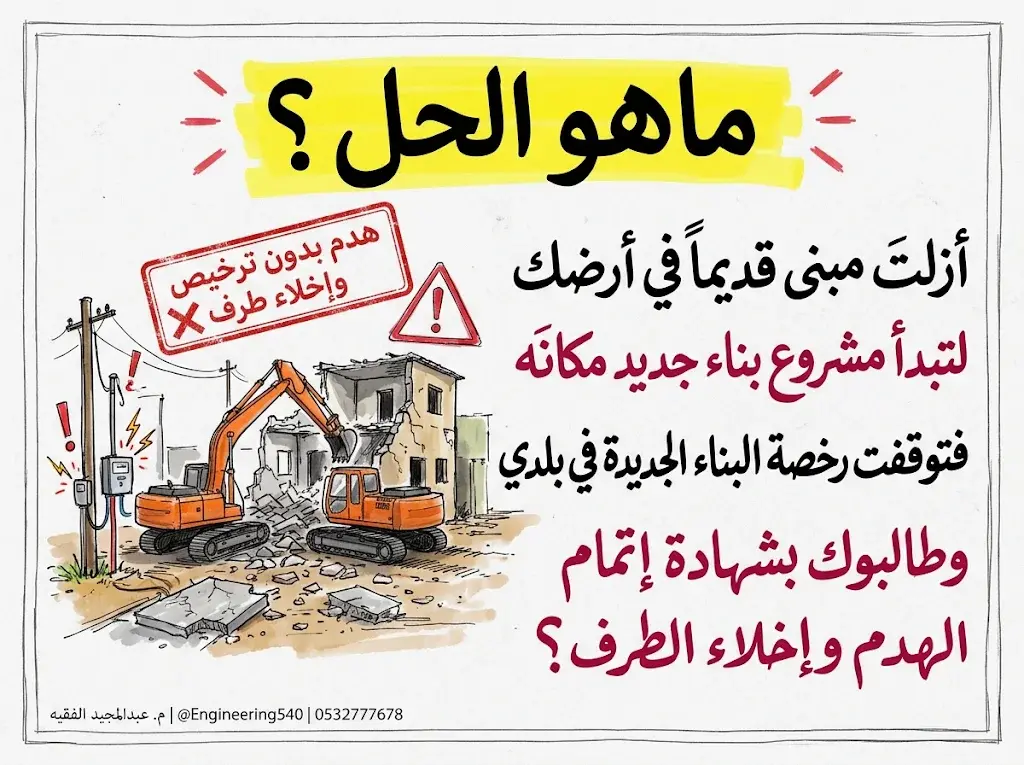 ماهو الحل ؟
هدم بدون ترخيص
وإخلاء طرف
أزلتَ مبنى قديماً في أرضك
لتبدأ مشروع بناء جديد مكانَه
فتوقفت رخصة البناء الجديدة في بلدي
وطالبوك بشهادة إتمام
الهدم وإخلاء الطرف؟
م. عبدالمجيد الفقيه | @Engineering540 | 0532777678